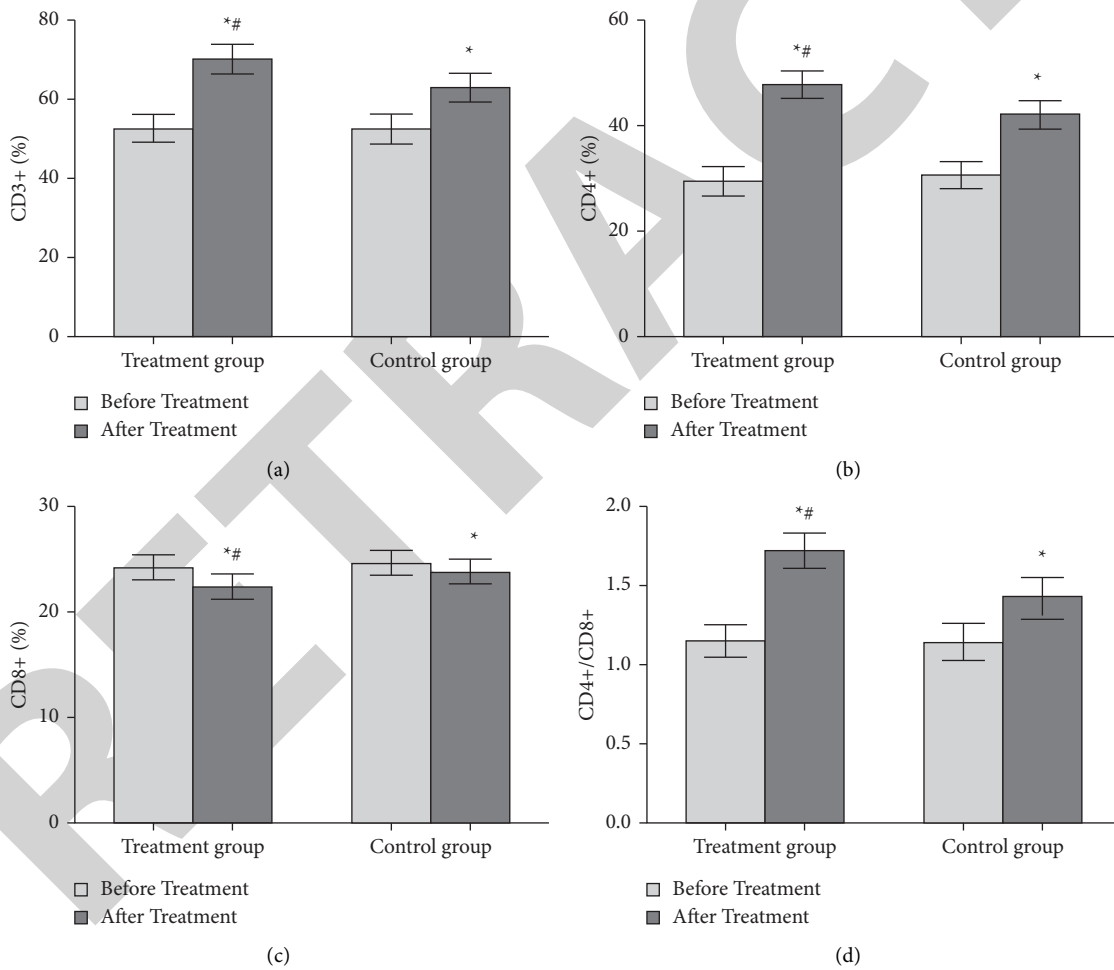 80
60
40
20
0
CD3+ (%)
*#
*
Treatment group
Control group
Before Treatment
After Treatment
(a)
60
40
20
0
CD4+ (%)
*#
*
Treatment group
Control group
Before Treatment
After Treatment
(b)
30
20
10
0
CD8+ (%)
*#
*
Treatment group
Control group
Before Treatment
After Treatment
(c)
2.0
1.5
1.0
0.5
0.0
CD4+/CD8+
*#
*
Treatment group
Control group
Before Treatment
After Treatment
(d)
RETRAC